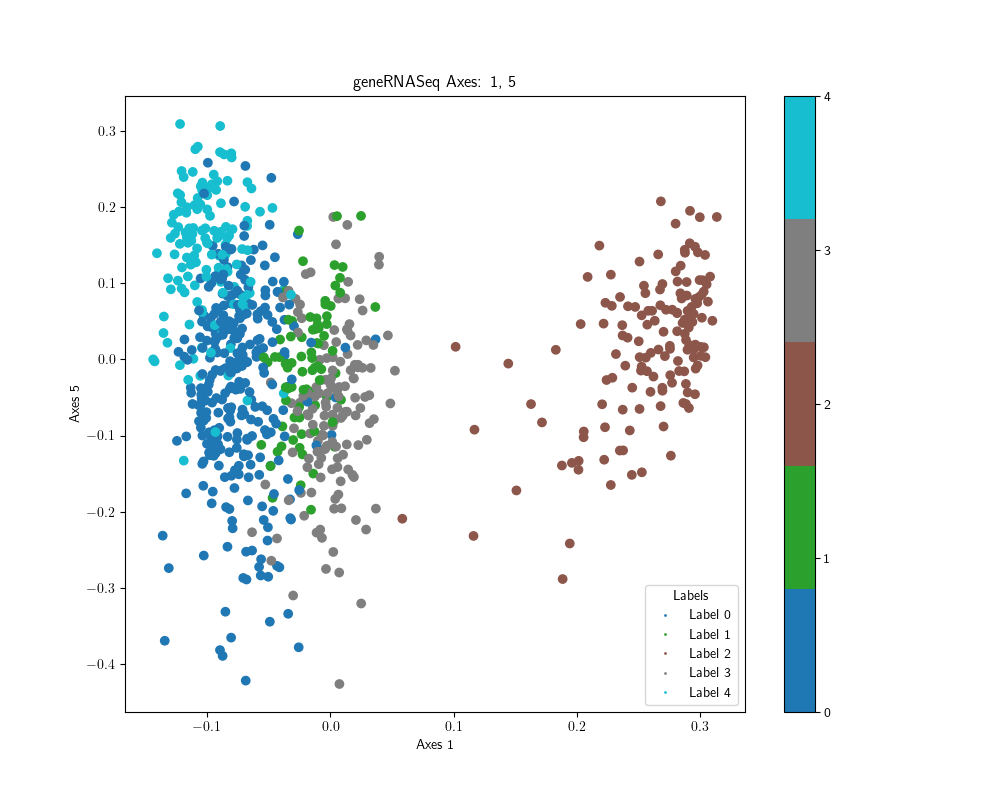 geneRNASeq Axes: 1, 5
0.3
0.2
0.1
0.0
−0.1
−0.2
−0.3
−0.4
Axes 5
−0.1
0.0
0.1
0.2
0.3
Axes 1
Labels
Label 0
Label 1
Label 2
Label 3
Label 4
4
3
2
1
0